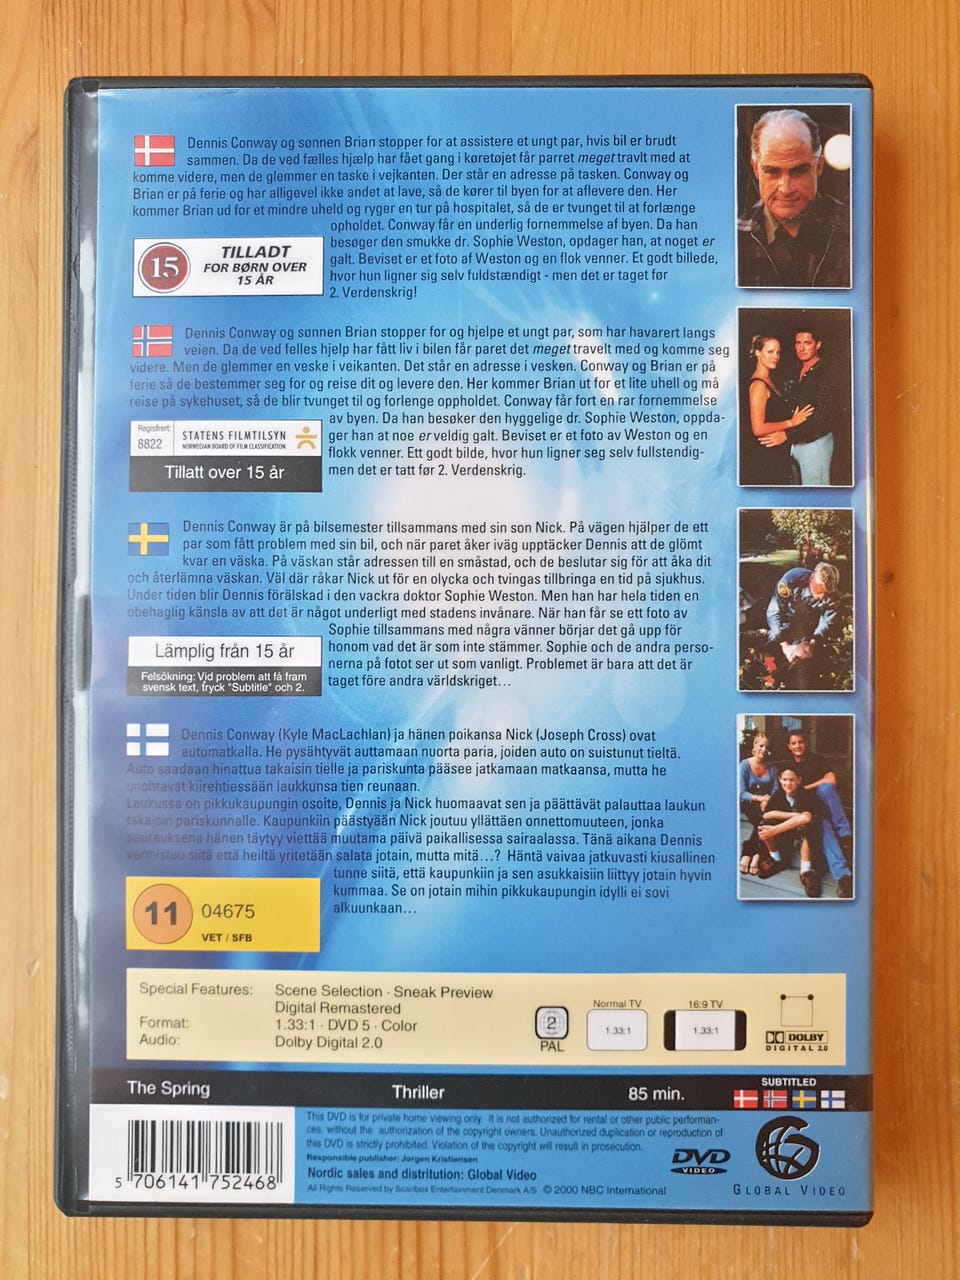 Dennis Conway og sønnen Brian stopper for at assistere et ungt par, hvis bil er brudt
sammen. Da de ved fælles hjælp har fået gang i køretøjet får parret meget travlt med at
komme videre, men de glemmer en taske i vejkanten. Der står en adresse på tasken. Conway og
Brian er på ferie og har alligevel ikke andet at lave, så de kører til byen for at aflevere den. Her
kommer Brian ud for et mindre uheld og ryger en tur på hospitalet, så de er tvunget til at forlænge
opholdet. Conway får en underlig fornemmelse af byen. Da han
besøger den smukke dr. Sophie Weston, opdager han, at noget er
galt. Beviset er et foto af Weston og en flok venner. Et godt billede,
hvor hun ligner sig selv fuldstændigt - men det er taget før
2. Verdenskrig!
15
TILLADT
FOR BØRN OVER
15 ÅR
Dennis Conway og sønnen Brian stopper for og hjelpe et ungt par, som har havarert langs
veien. Da de ved felles hjelp har fått liv i bilen får paret det meget travelt med og komme seg
videre. Men de glemmer en veske i veikanten. Det står en adresse i vesken. Conway og Brian er på
ferie så de bestemmer seg for og reise dit og levere den. Her kommer Brian ut for et lite uhell og må
reise på sykehuset, så de blir tvunget til og forlenge oppholdet. Conway får fort en rar fornemmelse
av byen. Da han besøker den hyggelige dr. Sophie Weston, oppda-
ger han at noe er veldig galt. Beviset er et foto av Weston og en
flokk venner. Ett godt bilde, hvor hun ligner seg selv fullstendig-
men det er tatt før 2. Verdenskrig.
Registrert:
8822
STATENS FILMTILSYN
NORWEGIAN BOARD OF FILM CLASSIFICATION
Tillatt over 15 år
Dennis Conway är på bilsemester tillsammans med sin son Nick. På vägen hjälper de ett
par som fått problem med sin bil, och när paret åker iväg upptäcker Dennis att de glömt
kvar en väska. På väskan står adressen till en småstad, och de beslutar sig för att åka dit
och återlämna väskan. Väl där råkar Nick ut för en olycka och tvingas tillbringa en tid på sjukhus.
Under tiden blir Dennis förälskad i den vackra doktor Sophie Weston. Men han har hela tiden en
obehaglig känsla av att det är något underligt med stadens invånare. När han får se ett foto av
Sophie tillsammans med några vänner börjar det gå upp för
honom vad det är som inte stämmer. Sophie och de andra perso-
nerna på fotot ser ut som vanligt. Problemet är bara att det är
taget före andra världskriget...
Lämplig från 15 år
Felsökning: Vid problem att få fram
svensk text, tryck "Subtitle" och 2.
Dennis Conway (Kyle MacLachlan) ja hänen poikansa Nick (Joseph Cross) ovat
automatkalla. He pysähtyvät auttamaan nuorta paria, joiden auto on suistunut tieltä.
Auto saadaan hinattua takaisin tielle ja pariskunta pääsee jatkamaan matkaansa, mutta he
unohtavat kiirehtiessään laukkunsa tien reunaan.
Laukussa on pikkukaupungin osoite, Dennis ja Nick huomaavat sen ja päättävät palauttaa laukun
takaisin pariskunnalle. Kaupunkiin päästyään Nick joutuu yllättäen onnettomuuteen, jonka
seurauksena hänen täytyy viettää muutama päivä paikallisessa sairaalassa. Tänä aikana Dennis
varmistuu siitä että heiltä yritetään salata jotain, mutta mitä...? Häntä vaivaa jatkuvasti kiusallinen
tunne siitä, että kaupunkiin ja sen asukkaisiin liittyy jotain hyvin
kummaa. Se on jotain mihin pikkukaupungin idylli ei sovi
alkuunkaan...
11
04675
VET / SFB
Special Features: Scene Selection · Sneak Preview
Digital Remastered
Format: 1.33:1 · DVD 5 · Color
Audio: Dolby Digital 2.0
2
PAL
Normal TV
1.33:1
16:9 TV
1.33:1
DOLBY
DIGITAL 2.0
The Spring Thriller 85 min.
SUBTITLED
This DVD is for private home viewing only. It is not authorized for rental or other public performan-
ces, without the authorization of the copyright owners. Unauthorized duplication or reproduction of
this DVD is strictly prohibited. Violation of the copyright will result in prosecution.
Responsible publisher: Jørgen Kristiansen
Nordic sales and distritution: Global Video
All Rights Reserved by Scanbox Entertainment Denmark A/S © 2000 NBC International
5 706141 752468
DVD
VIDEO
GLOBAL VIDEO